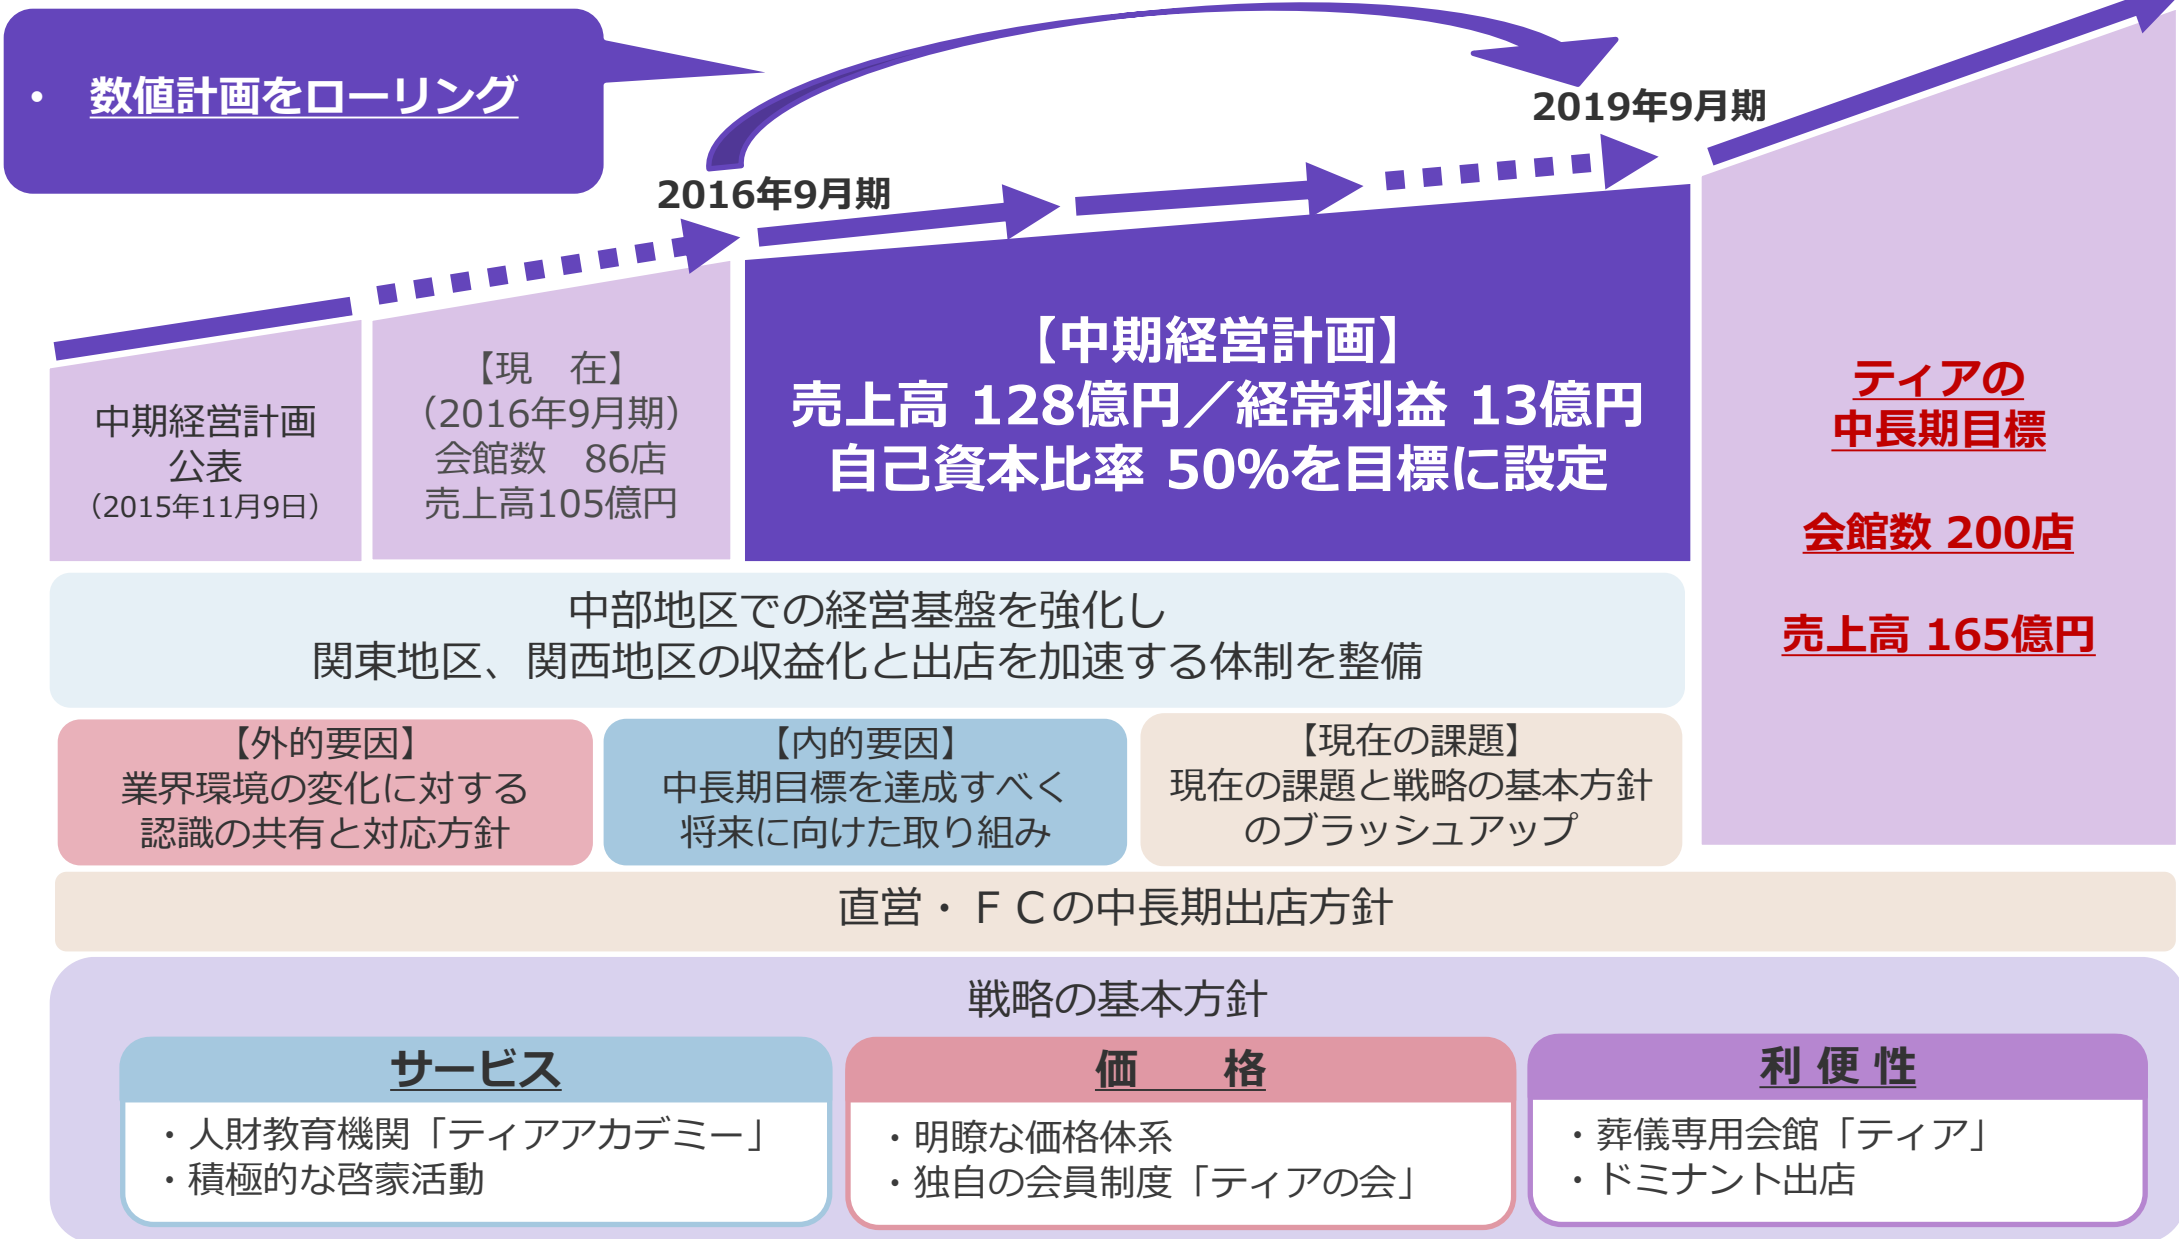 ・ 数値計画をローリング
2016年9月期
2019年9月期
中期経営計画
公表
（2015年11月9日）
【現　在】
（2016年9月期）
会館数　86店
売上高105億円
【中期経営計画】
売上高 128億円／経常利益 13億円
自己資本比率 50%を目標に設定
ティアの
中長期目標
会館数 200店
売上高 165億円
中部地区での経営基盤を強化し
関東地区、関西地区の収益化と出店を加速する体制を整備
【外的要因】
業界環境の変化に対する
認識の共有と対応方針
【内的要因】
中長期目標を達成すべく
将来に向けた取り組み
【現在の課題】
現在の課題と戦略の基本方針
のブラッシュアップ
直営・ＦＣの中長期出店方針
戦略の基本方針
サービス
・人財教育機関「ティアアカデミー」
・積極的な啓蒙活動
価　　格
・明瞭な価格体系
・独自の会員制度「ティアの会」
利 便 性
・葬儀専用会館「ティア」
・ドミナント出店